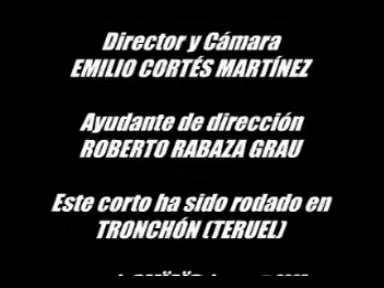 Director y Cámara
EMILIO CORTÉS MARTÍNEZ
Ayudante de dirección
ROBERTO RABAZA GRAU
Este corto ha sido rodado en
TRONCHÓN (TERUEL)